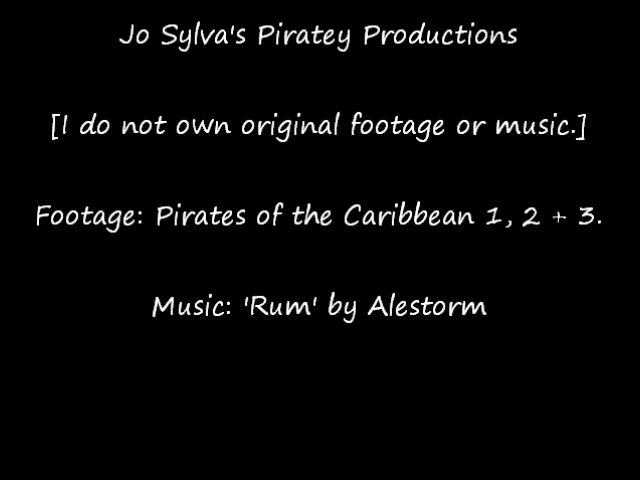 Jo Sylva's Piratey Productions
[I do not own original footage or music.]
Footage: Pirates of the Caribbean 1, 2 + 3.
Music: 'Rum' by Alestorm